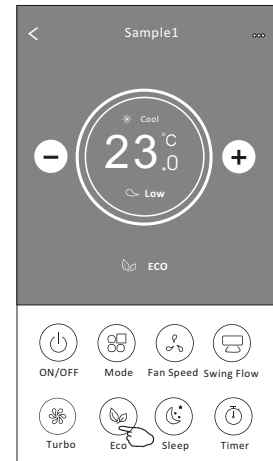 Sample1
Cool
23.0°C
Low
ECO
ON/OFF Mode Fan Speed Swing Flow
Turbo Eco Sleep Timer